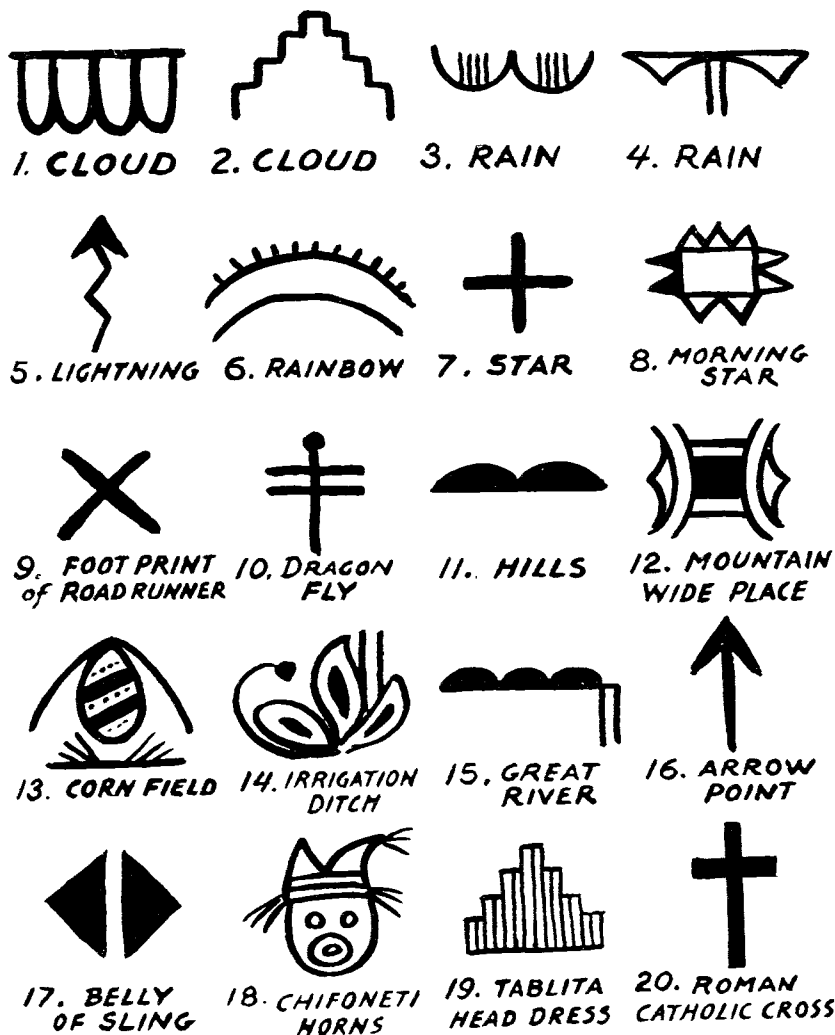 1. CLOUD
2. CLOUD
3. RAIN
4. RAIN
5. LIGHTNING
6. RAINBOW
7. STAR
8. MORNING
STAR
9. FOOT PRINT
of ROAD RUNNER
10. DRAGON
FLY
11. HILLS
12. MOUNTAIN
WIDE PLACE
13. CORN FIELD
14. IRRIGATION
DITCH
15. GREAT
RIVER
16. ARROW
POINT
17. BELLY
OF SLING
18. CHIFONETI
HORNS
19. TABLITA
HEAD DRESS
20. ROMAN
CATHOLIC CROSS